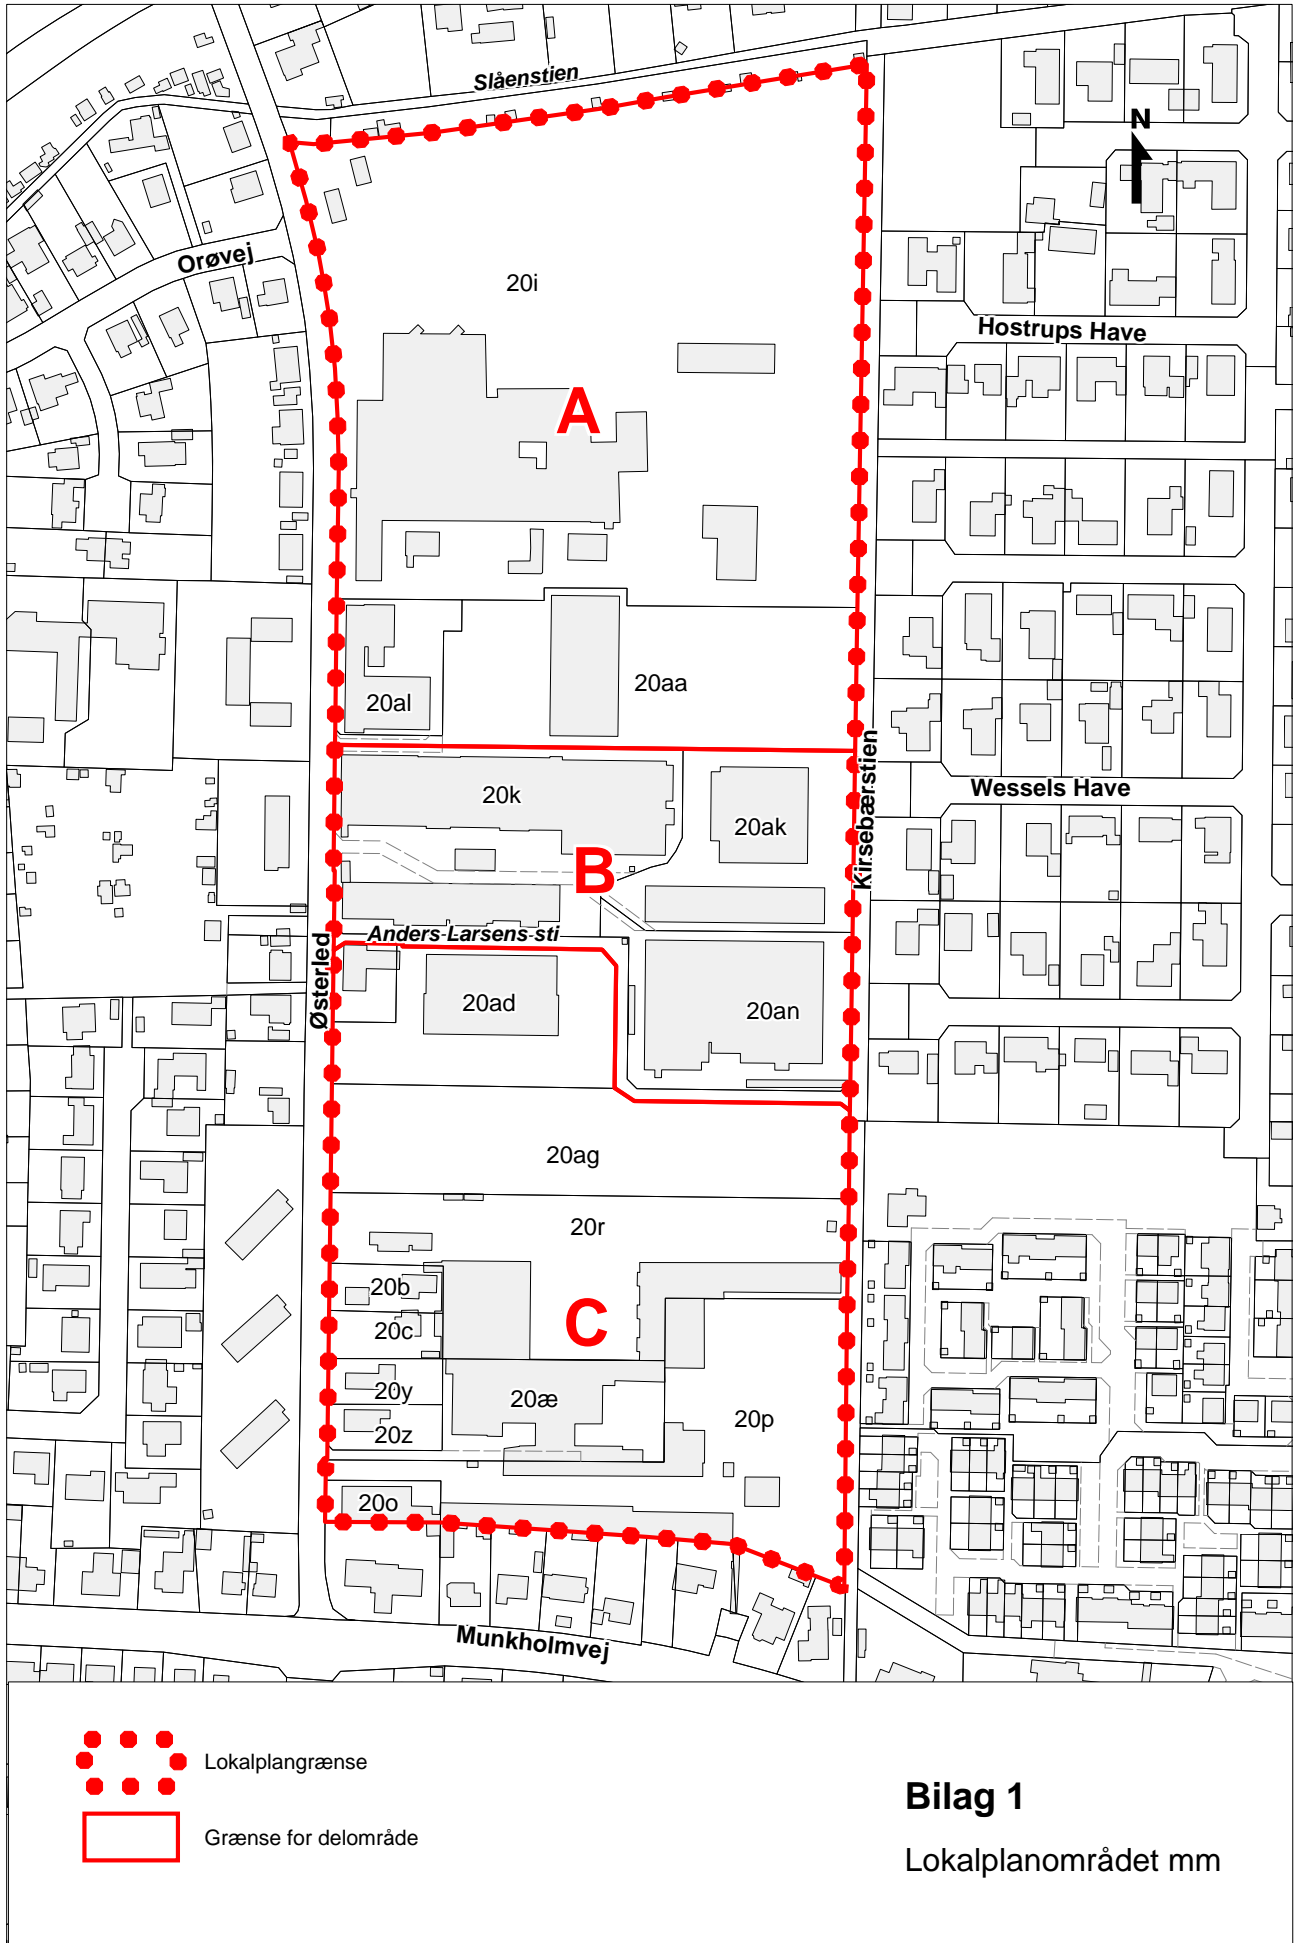 Slåenstien
N
Orøvej
20i
Hostrups Have
A
20aa
20al
Kirsebærstien
Wessels Have
20k
20ak
B
Anders Larsens sti
Østerled
20ad
20an
20ag
20r
20b
C
20c
20y
20æ
20p
20z
20o
Munkholmvej
Lokalplangrænse
Bilag 1
Grænse for delområde
Lokalplanområdet mm